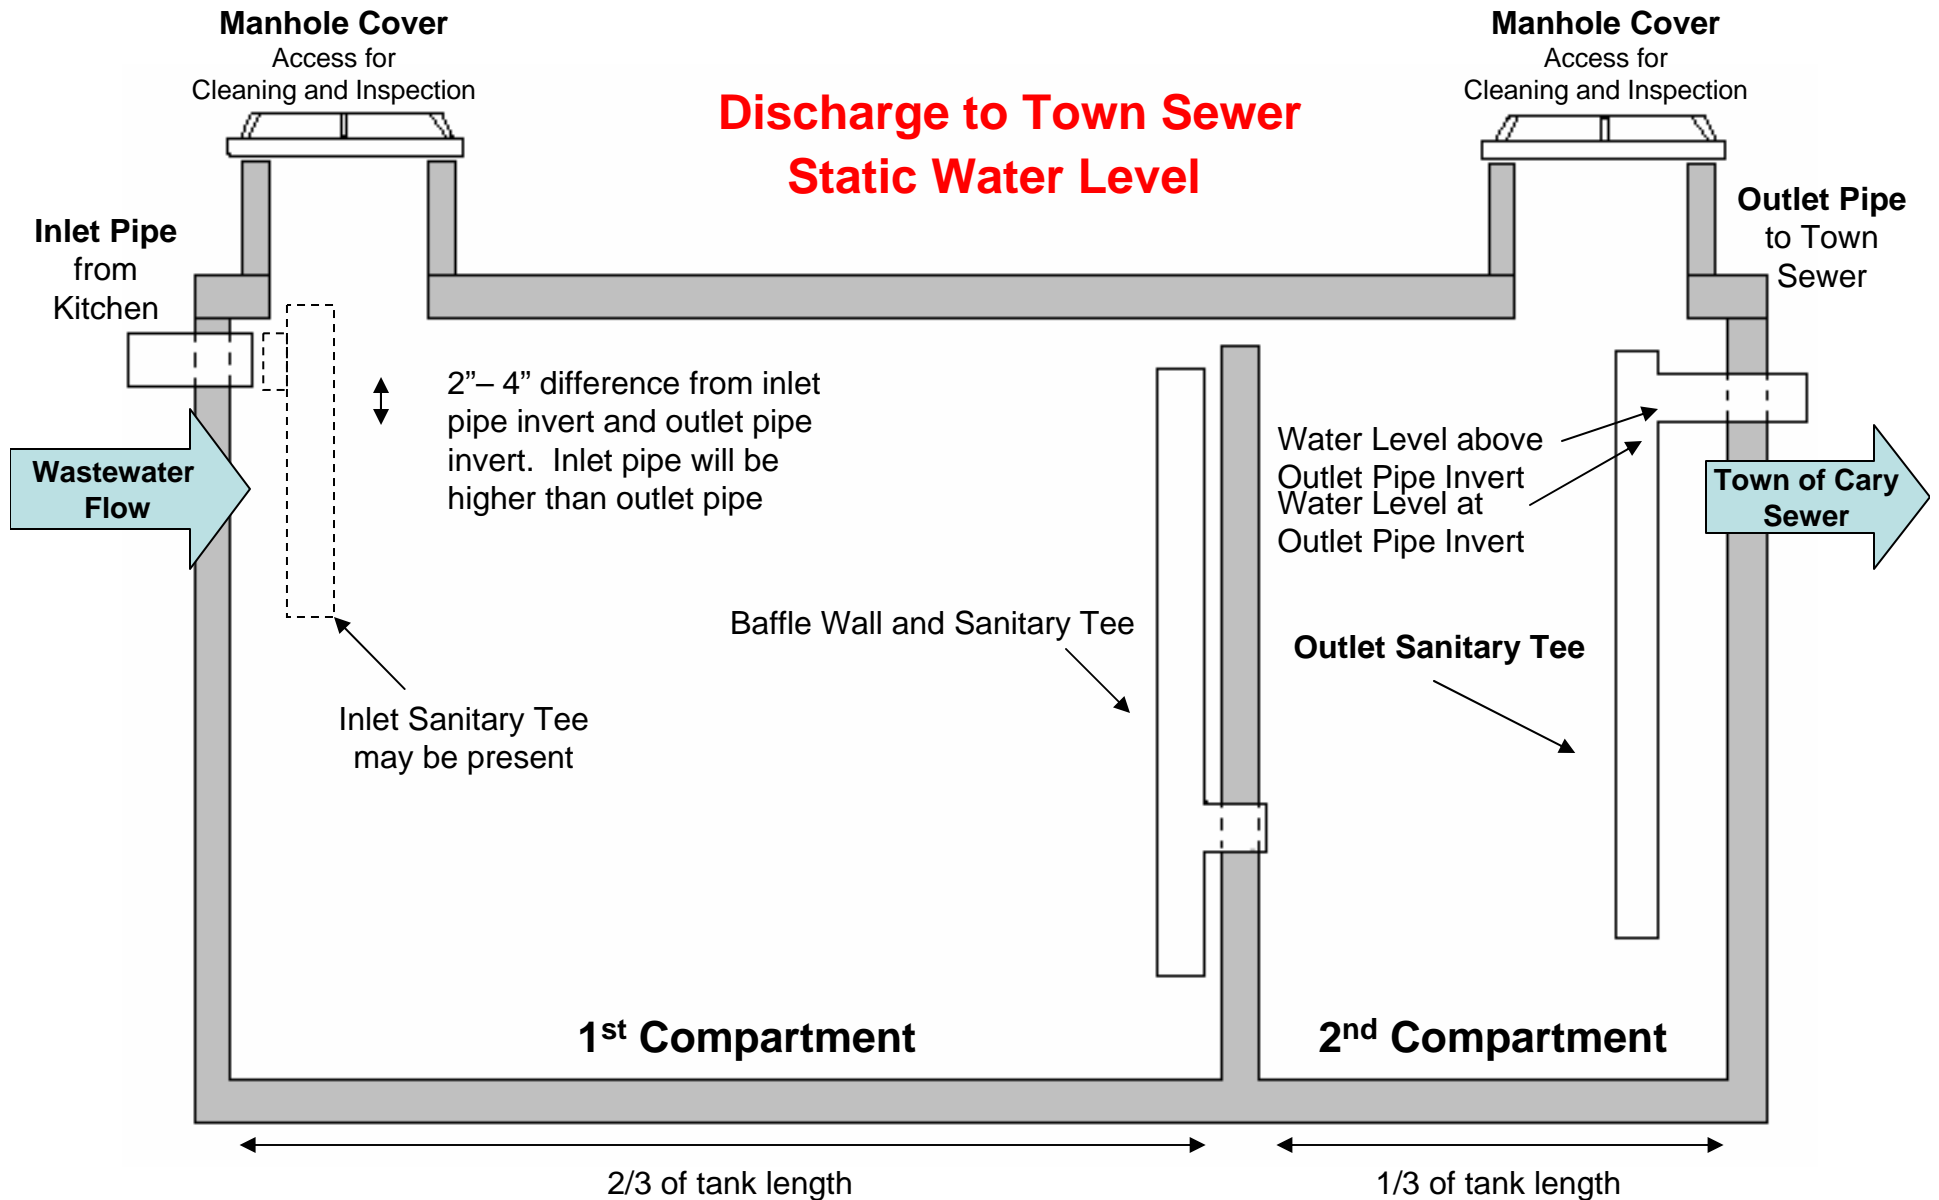 Manhole Cover
Access for
Cleaning and Inspection
Manhole Cover
Access for
Cleaning and Inspection
Discharge to Town Sewer
Static Water Level
Inlet Pipe
from
Kitchen
Outlet Pipe
to Town
Sewer
2”– 4” difference from inlet
pipe invert and outlet pipe
invert.  Inlet pipe will be
higher than outlet pipe
Water Level above
Outlet Pipe Invert
Water Level at
Outlet Pipe Invert
Wastewater
Flow
Town of Cary
Sewer
Baffle Wall and Sanitary Tee
Outlet Sanitary Tee
Inlet Sanitary Tee
may be present
1st Compartment
2nd Compartment
2/3 of tank length
1/3 of tank length